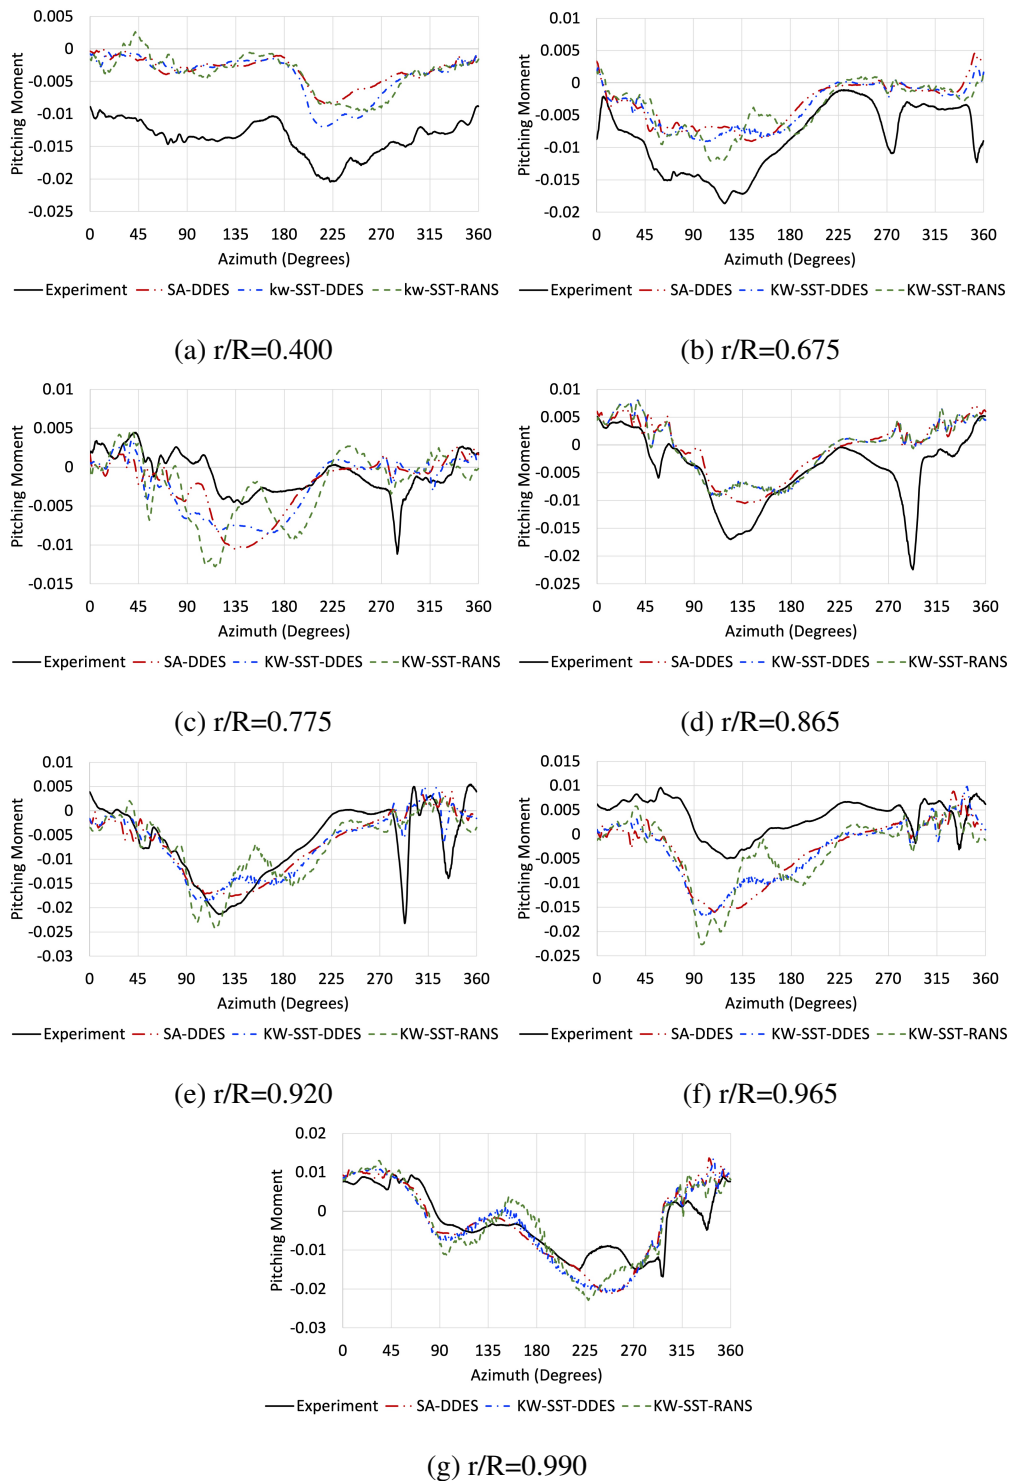 0.005
0
-0.005
-0.01
-0.015
-0.02
-0.025
Pitching Moment
0 45 90 135 180 225 270 315 360
Azimuth (Degrees)
Experiment SA-DDES kw-SST-DDES kw-SST-RANS
(a) r/R=0.400
0.01
0.005
0
-0.005
-0.01
-0.015
-0.02
Pitching Moment
0 45 90 135 180 225 270 315 360
Azimuth (Degrees)
Experiment SA-DDES KW-SST-DDES KW-SST-RANS
(b) r/R=0.675
0.01
0.005
0
-0.005
-0.01
-0.015
Pitching Moment
0 45 90 135 180 225 270 315 360
Azimuth (Degrees)
Experiment SA-DDES KW-SST-DDES KW-SST-RANS
(c) r/R=0.775
0.01
0.005
0
-0.005
-0.01
-0.015
-0.02
-0.025
Pitching Moment
0 45 90 135 180 225 270 315 360
Azimuth (Degrees)
Experiment SA-DDES KW-SST-DDES KW-SST-RANS
(d) r/R=0.865
0.01
0.005
0
-0.005
-0.01
-0.015
-0.02
-0.025
-0.03
Pitching Moment
0 45 90 135 180 225 270 315 360
Azimuth (Degrees)
Experiment SA-DDES KW-SST-DDES KW-SST-RANS
(e) r/R=0.920
0.015
0.01
0.005
0
-0.005
-0.01
-0.015
-0.02
-0.025
Pitching Moment
0 45 90 135 180 225 270 315 360
Azimuth (Degrees)
Experiment SA-DDES KW-SST-DDES KW-SST-RANS
(f) r/R=0.965
0.02
0.01
0
-0.01
-0.02
-0.03
Pitching Moment
0 45 90 135 180 225 270 315 360
Azimuth (Degrees)
Experiment SA-DDES KW-SST-DDES KW-SST-RANS
(g) r/R=0.990